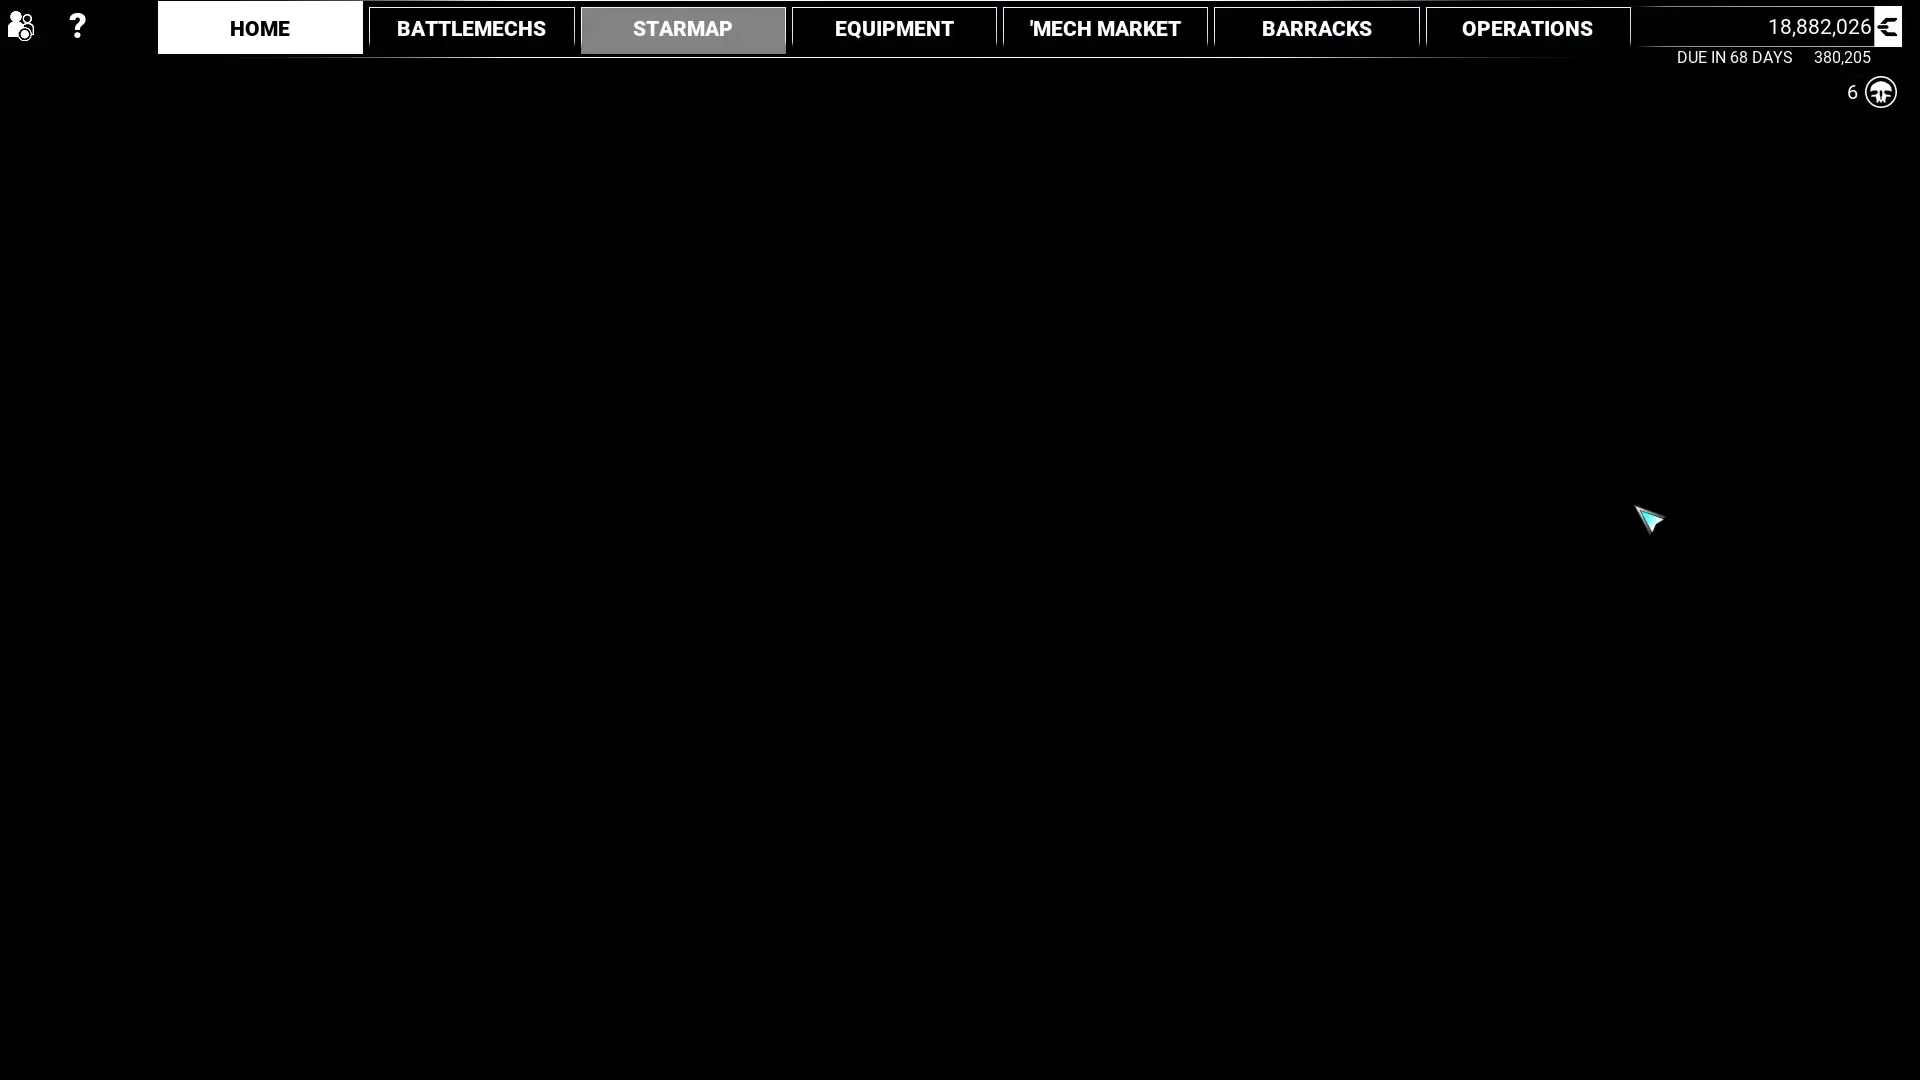 ?
HOME
BATTLEMECHS
STARMAP
EQUIPMENT
'MECH MARKET
BARRACKS
OPERATIONS
18,882,026
DUE IN 68 DAYS 380,205
6